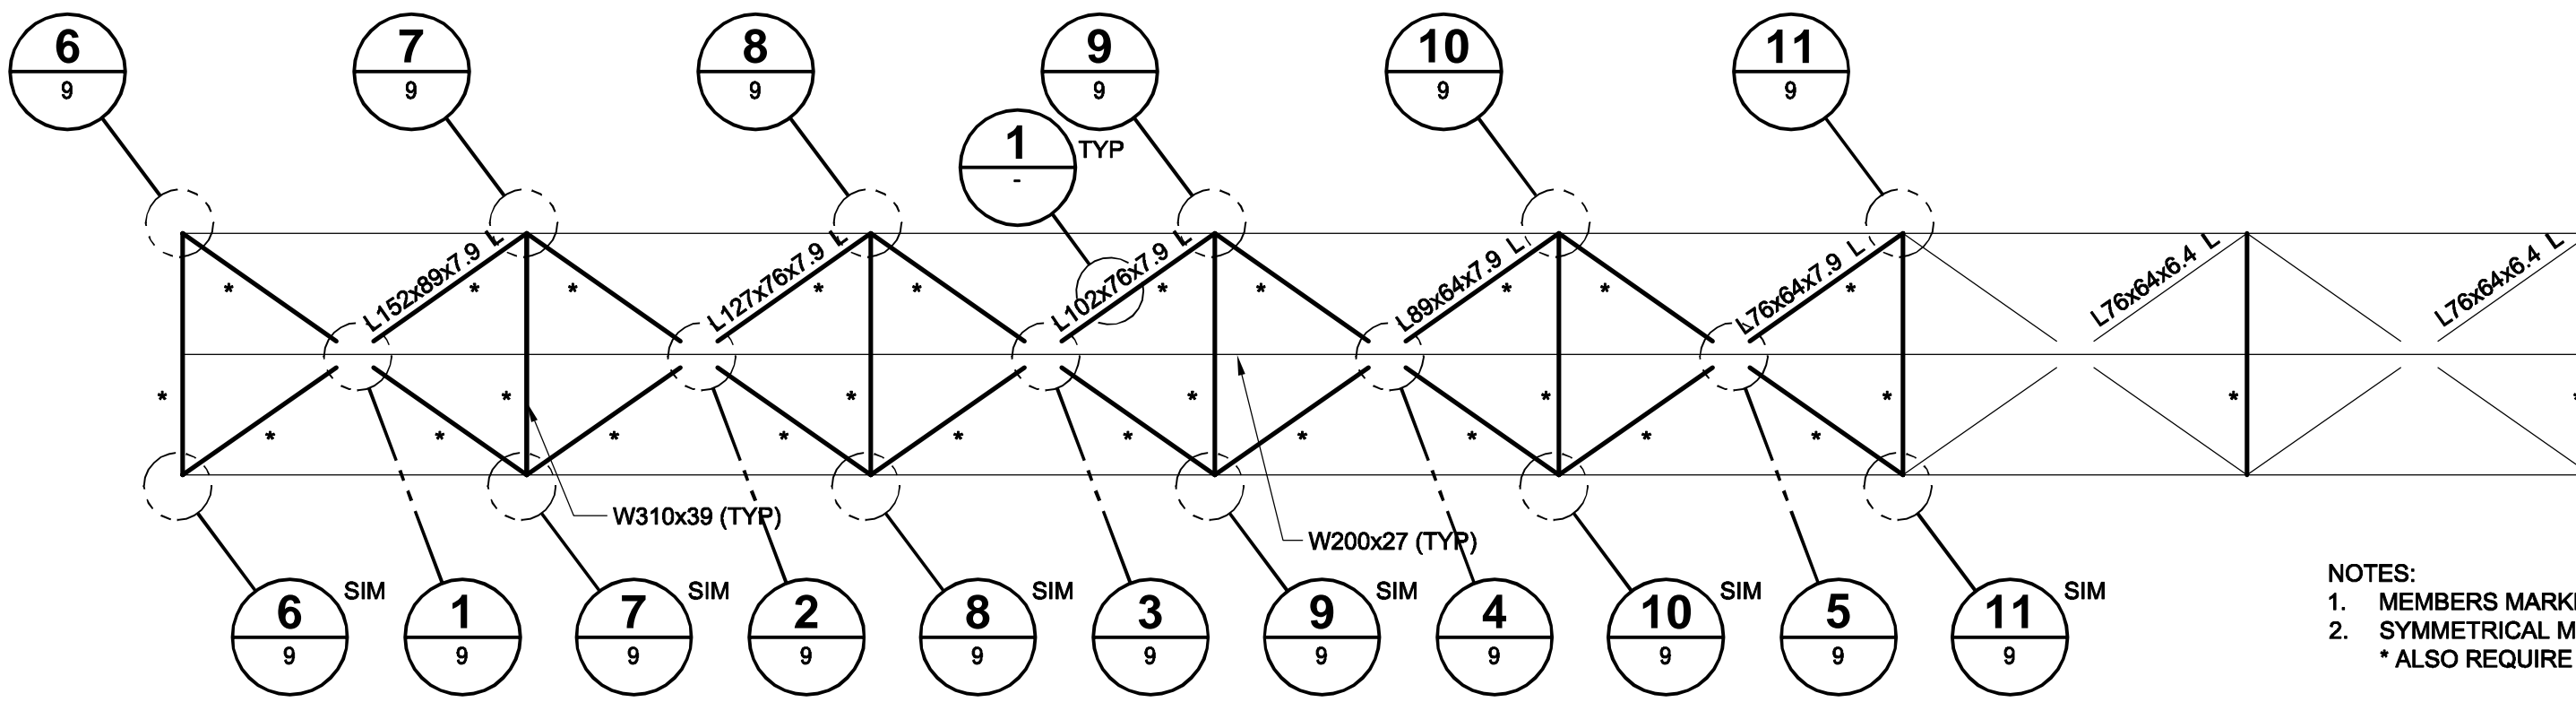 6
9
7
9
8
9
9
9
10
9
11
9
1
-
TYP
L152x89x7.9 L
L127x76x7.9 L
L102x76x7.9 L
L89x64x7.9 L
L76x64x7.9 L
L76x64x6.4 L
L76x64x6.4 L
* * * * * * * * *
* * * * * * *
* * * * * * * * * *
W310x39 (TYP)
W200x27 (TYP)
6
9
SIM
1
9
7
9
SIM
2
9
8
9
SIM
3
9
9
9
SIM
4
9
10
9
SIM
5
9
11
9
SIM
NOTES:
1. MEMBERS
2. SYMMETRICAL
* ALSO REQUIRE